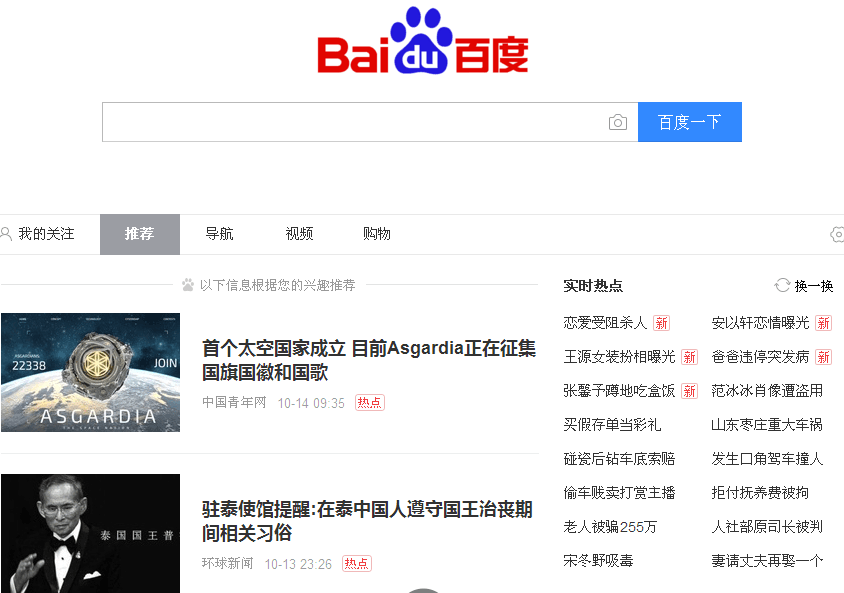 Bai du 百度
百度一下
我的关注 推荐 导航 视频 购物
以下信息根据您的兴趣推荐
ASGARDIANS
22338
JOIN
ASGARDIA
首个太空国家成立 目前Asgardia正在征集
国旗国徽和国歌
中国青年网 10-14 09:35 热点
泰国国王普
驻泰使馆提醒:在泰中国人遵守国王治丧期
间相关习俗
环球新闻 10-13 23:26 热点
实时热点 换一换
恋爱受阻杀人 新 安以轩恋情曝光 新
王源女装扮相曝光 新 爸爸违停突发病 新
张馨予蹲地吃盒饭 新 范冰冰肖像遭盗用
买假存单当彩礼 山东枣庄重大车祸
碰瓷后钻车底索赔 发生口角驾车撞人
偷车贱卖打赏主播 拒付抚养费被拘
老人被骗255万 人社部原司长被判
宋冬野吸毒 妻请丈夫再娶一个